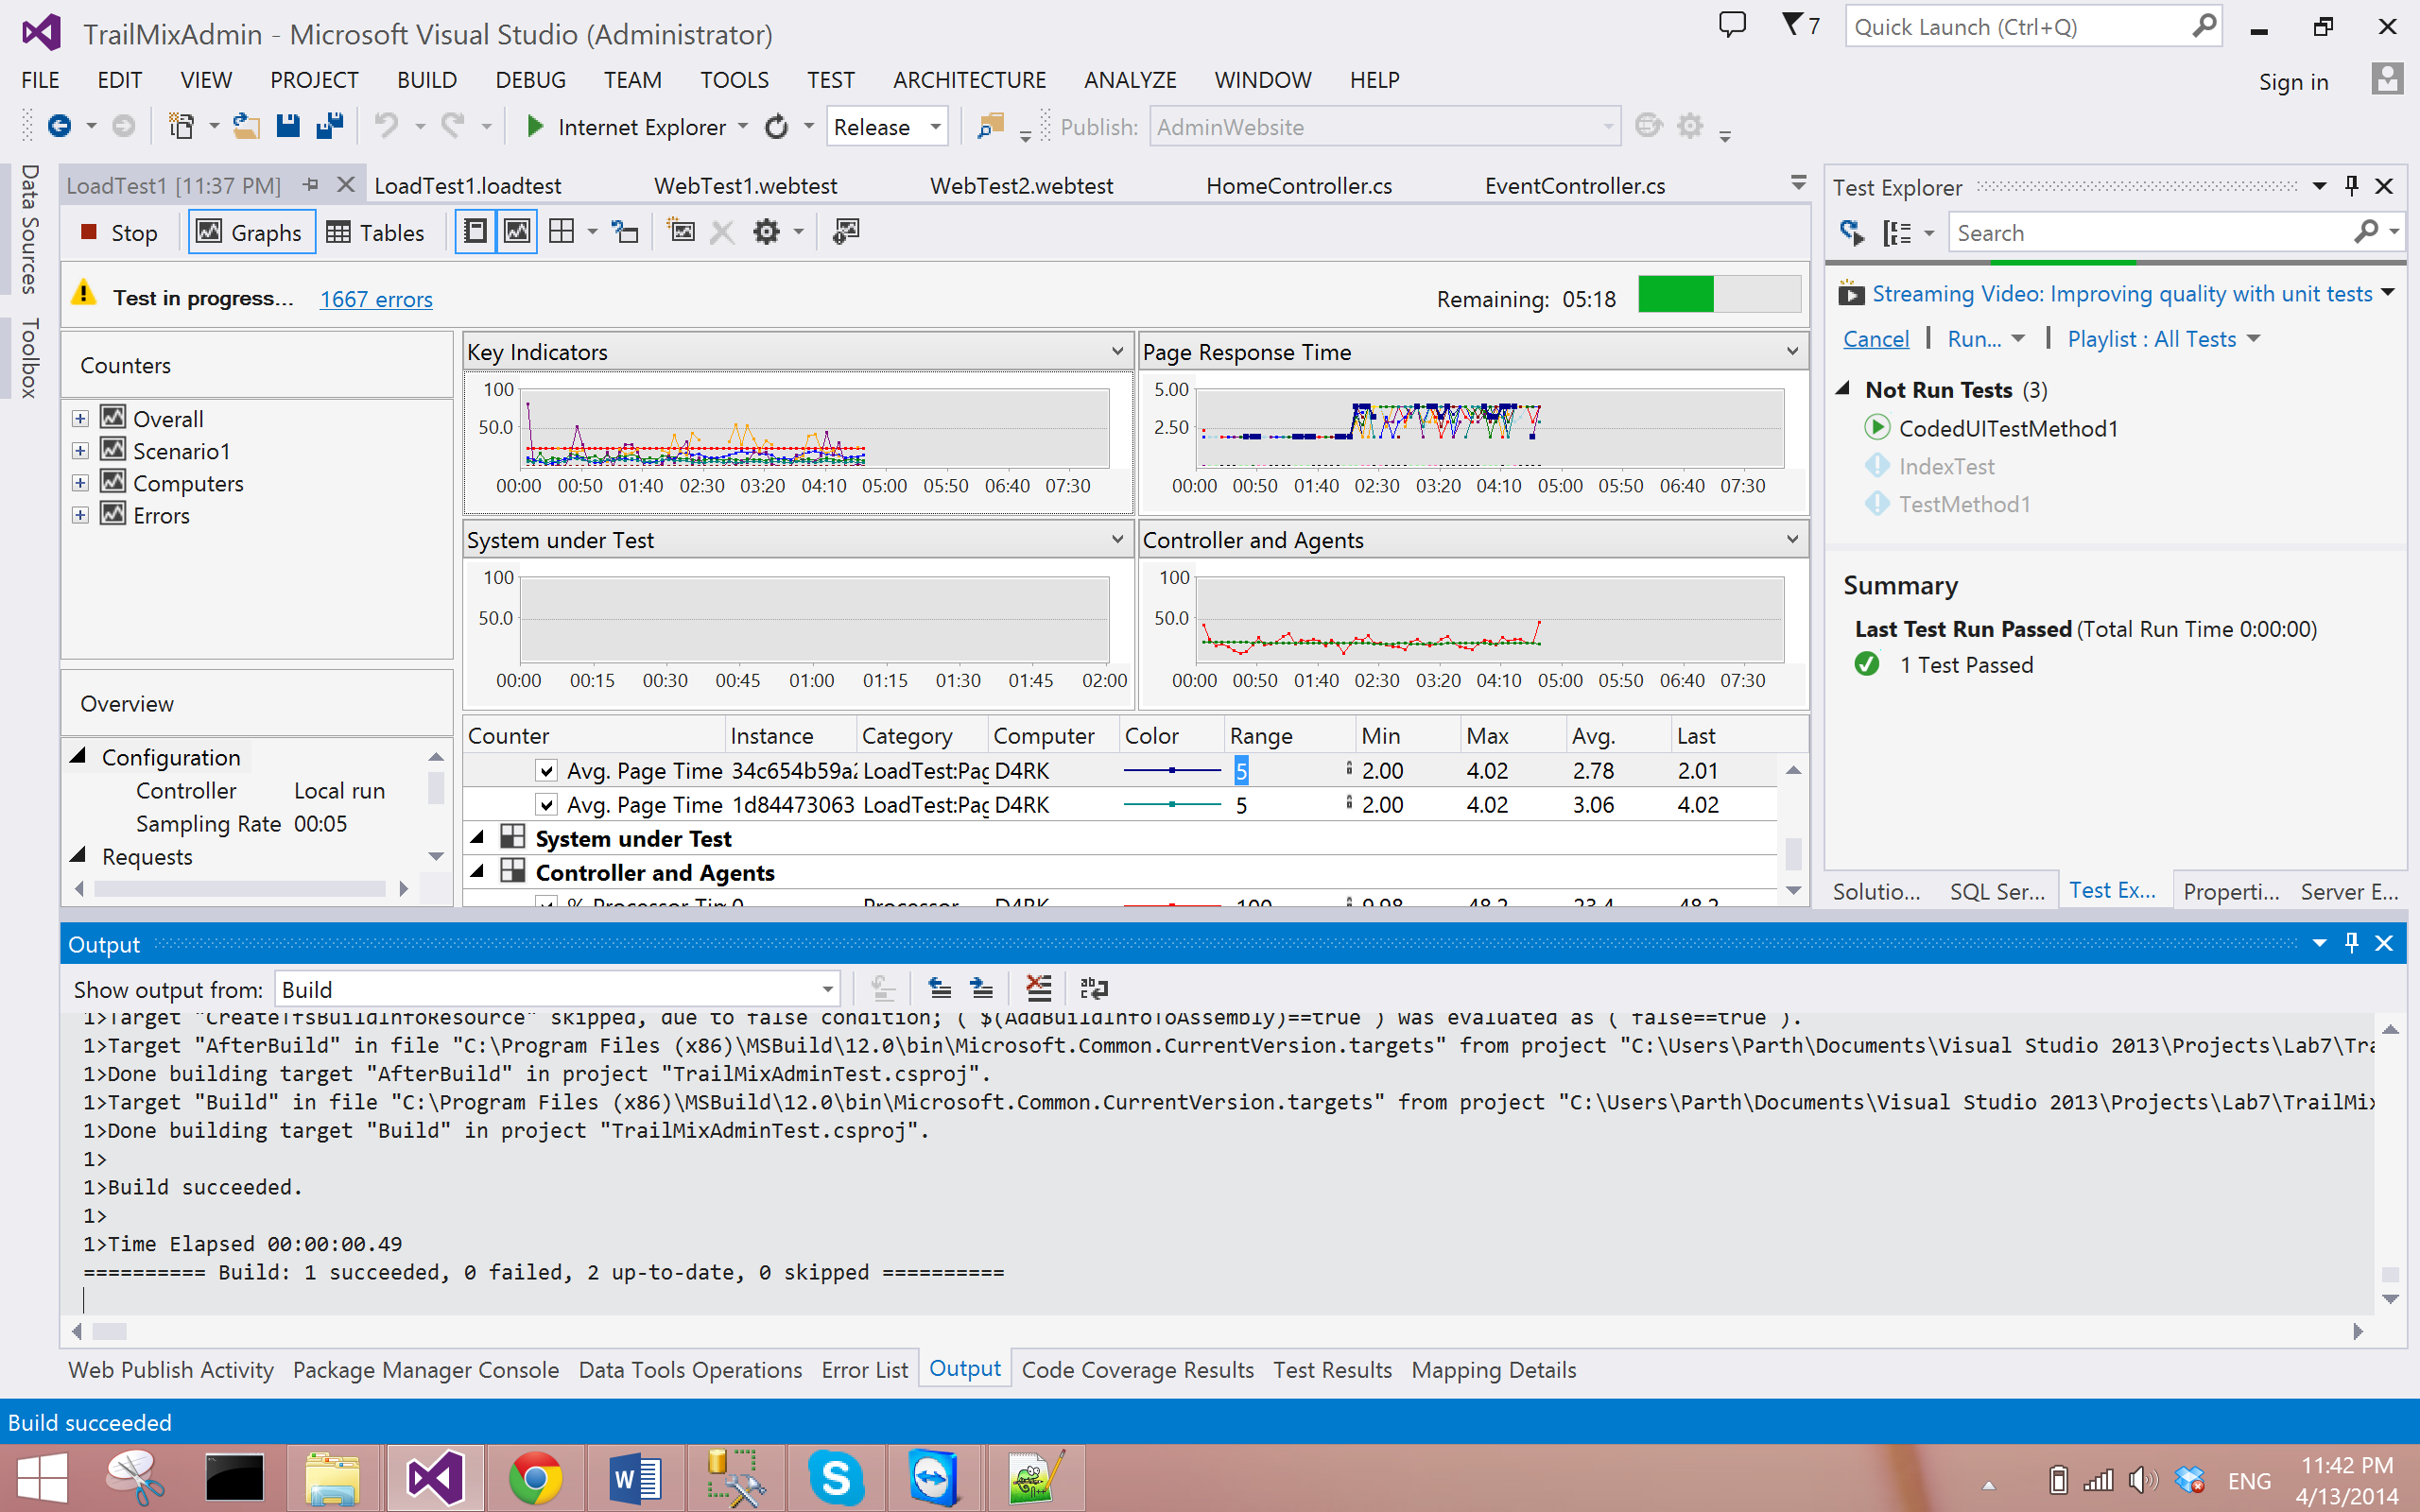 TrailMixAdmin - Microsoft Visual Studio (Administrator)
7
Quick Launch (Ctrl+Q)
FILE EDIT VIEW PROJECT BUILD DEBUG TEAM TOOLS TEST ARCHITECTURE ANALYZE WINDOW HELP
Sign in
Internet Explorer Release Publish: AdminWebsite
Data Sources
Toolbox
LoadTest1 [11:37 PM] LoadTest1.loadtest WebTest1.webtest WebTest2.webtest HomeController.cs EventController.cs
Stop Graphs Tables
Test in progress... 1667 errors
Remaining: 05:18
Counters
Overall
Scenario1
Computers
Errors
Overview
Configuration
Controller Local run
Sampling Rate 00:05
Requests
Key Indicators
100
50.0
00:00 00:50 01:40 02:30 03:20 04:10 05:00 05:50 06:40 07:30
Page Response Time
5.00
2.50
00:00 00:50 01:40 02:30 03:20 04:10 05:00 05:50 06:40 07:30
System under Test
100
50.0
00:00 00:15 00:30 00:45 01:00 01:15 01:30 01:45 02:00
Controller and Agents
100
50.0
00:00 00:50 01:40 02:30 03:20 04:10 05:00 05:50 06:40 07:30
Counter Instance Category Computer Color Range Min Max Avg. Last
Avg. Page Time 34c654b59a LoadTest:Pag D4RK 5 2.00 4.02 2.78 2.01
Avg. Page Time 1d84473063 LoadTest:Pag D4RK 5 2.00 4.02 3.06 4.02
System under Test
Controller and Agents
% Processor Tim 0 Processor D4RK 100 9.98 48.2 23.4 48.2
Test Explorer
Search
Streaming Video: Improving quality with unit tests
Cancel | Run... | Playlist : All Tests
Not Run Tests (3)
CodedUITestMethod1
IndexTest
TestMethod1
Summary
Last Test Run Passed (Total Run Time 0:00:00)
1 Test Passed
Solutio... SQL Ser... Test Ex... Properti... Server E...
Output
Show output from: Build
1>Target "CreateTfsBuildInfoResource" skipped, due to false condition; ( $(AddBuildInfoToAssembly)==true ) was evaluated as ( false==true ).
1>Target "AfterBuild" in file "C:\Program Files (x86)\MSBuild\12.0\bin\Microsoft.Common.CurrentVersion.targets" from project "C:\Users\Parth\Documents\Visual Studio 2013\Projects\Lab7\Tra
1>Done building target "AfterBuild" in project "TrailMixAdminTest.csproj".
1>Target "Build" in file "C:\Program Files (x86)\MSBuild\12.0\bin\Microsoft.Common.CurrentVersion.targets" from project "C:\Users\Parth\Documents\Visual Studio 2013\Projects\Lab7\TrailMix
1>Done building target "Build" in project "TrailMixAdminTest.csproj".
1>
1>Build succeeded.
1>
1>Time Elapsed 00:00:00.49
========== Build: 1 succeeded, 0 failed, 2 up-to-date, 0 skipped ==========
Web Publish Activity Package Manager Console Data Tools Operations Error List Output Code Coverage Results Test Results Mapping Details
Build succeeded
ENG
11:42 PM
4/13/2014